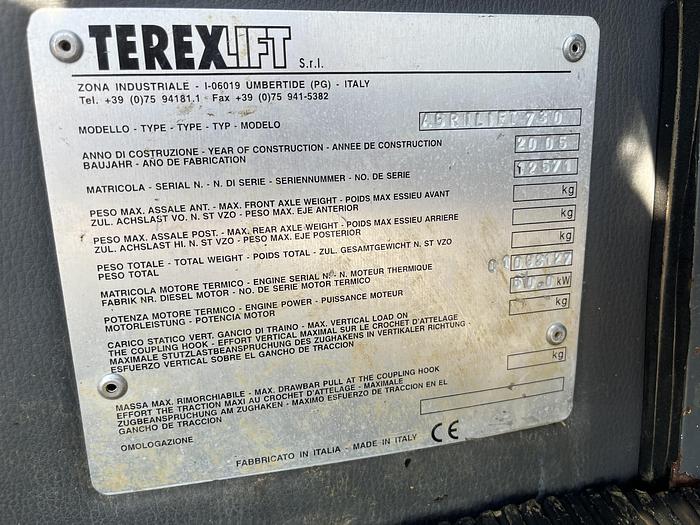 TEREXLIFT S.r.l.
ZONA INDUSTRIALE - I-06019 UMBERTIDE (PG) - ITALY
Tel. +39 (0)75 94181.1 - Fax +39 (0)75 941-5382
MODELLO - TYPE - TYPE - TYP - MODELO AGRILIFT 730
ANNO DI COSTRUZIONE - YEAR OF CONSTRUCTION - ANNEE DE CONSTRUCTION 2005
BAUJAHR - AÑO DE FABRICATION
MATRICOLA - SERIAL N. - N. DI SERIE - SERIENNUMMER - NO. DE SERIE 12571
PESO MAX. ASSALE ANT. - MAX. FRONT AXLE WEIGHT - POIDS MAX ESSIEU AVANT kg
ZUL. ACHSLAST VO. N. ST VZO - PESO MAX. EJE ANTERIOR
PESO MAX. ASSALE POST. - MAX. REAR AXLE WEIGHT - POIDS MAX ESSIEU ARRIERE kg
ZUL. ACHSLAST HI. N. ST VZO - PESO MAX. EJE POSTERIOR
PESO TOTALE - TOTAL WEIGHT - POIDS TOTAL - ZUL. GESAMTGEWICHT N. ST VZO kg
PESO TOTAL
MATRICOLA MOTORE TERMICO - ENGINE SERIAL N. - N. MOTEUR THERMIQUE
FABRIK NR. DIESEL MOTOR - NO. DE SERIE MOTOR TERMICO
POTENZA MOTORE TERMICO - ENGINE POWER - PUISSANCE MOTEUR kW
MOTORLEISTUNG - POTENCIA MOTOR
CARICO STATICO VERT. GANCIO DI TRAINO - MAX. VERTICAL LOAD ON kg
THE COUPLING HOOK - EFFORT VERTICAL MAXIMAL SUR LE CROCHET D'ATTELAGE
MAXIMALE STUTZLASTBEANSPRUCHUNG DES ZUGHAKENS IN VERTIKALER RICHTUNG -
ESFUERZO VERTICAL SOBRE EL GANCHO DE TRACCION
MASSA MAX. RIMORCHIABILE - MAX. DRAWBAR PULL AT THE COUPLING HOOK kg
EFFORT THE TRACTION MAXI AU CROCHET D'ATTELAGE - MAXIMALE
ZUGBEANSPRUCHUNG AM ZUGHAKEN - MAXIMO ESFUERZO DE TRACCION EN EL
GANCHO DE TRACCION
OMOLOGAZIONE
FABBRICATO IN ITALIA - MADE IN ITALY CE